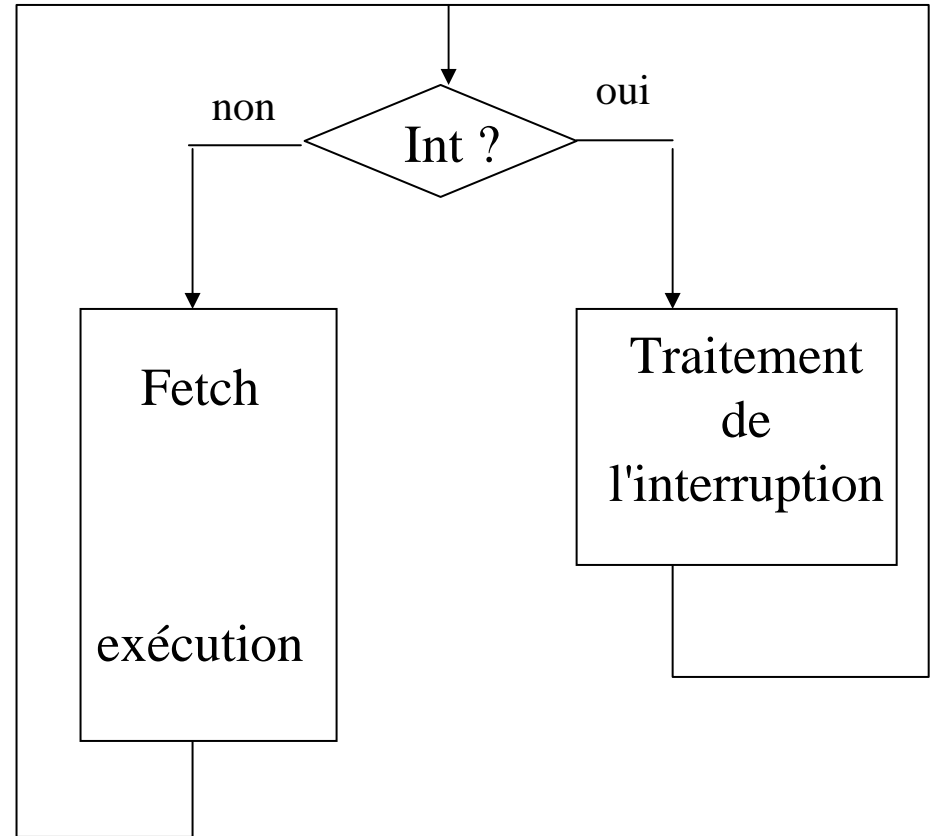 non
oui
Int ?
Fetch
exécution
Traitement
de
l'interruption